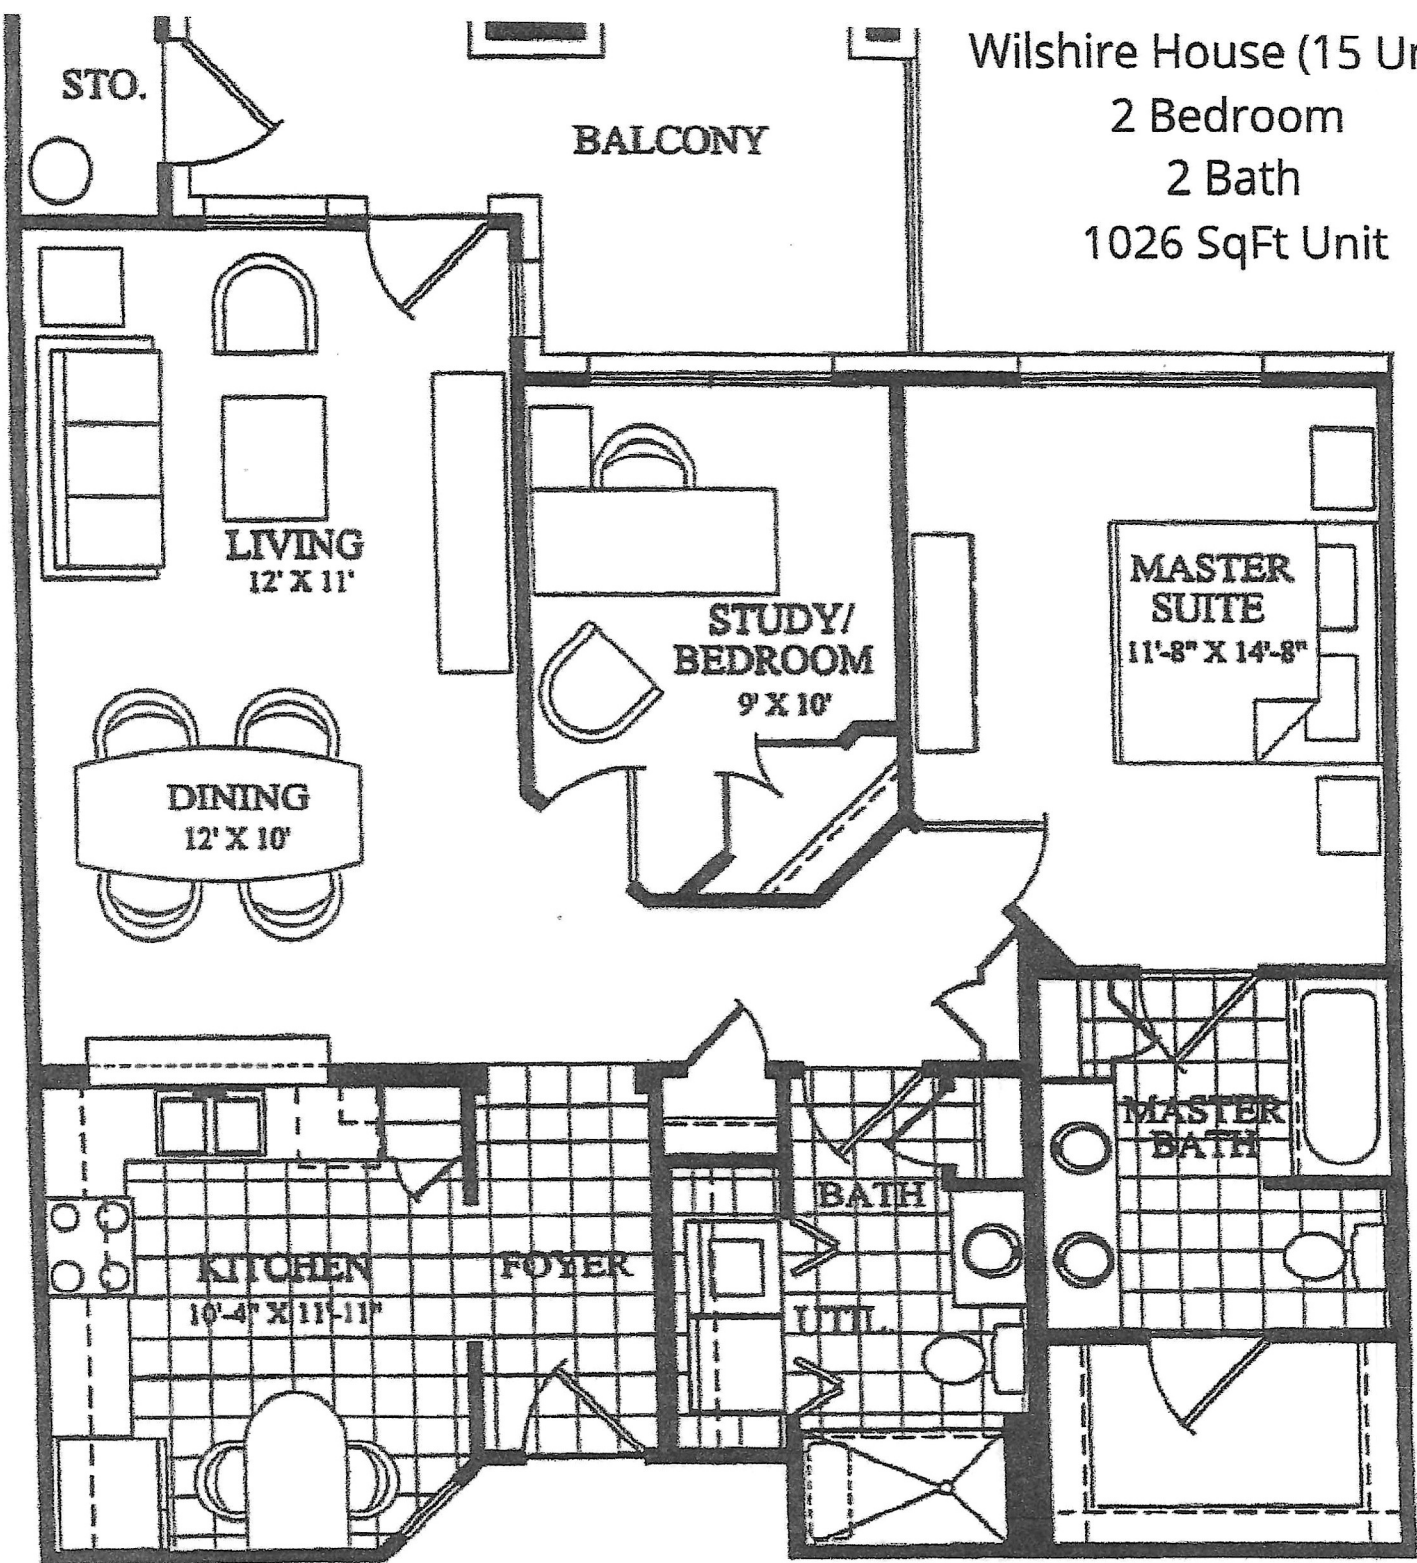 Wilshire House (15 Un
2 Bedroom
2 Bath
1026 SqFt Unit
STO.
BALCONY
LIVING
12' X 11'
MASTER
SUITE
11'-8" X 14'-8"
STUDY/
BEDROOM
9' X 10'
DINING
12' X 10'
MASTER
BATH
BATH
KITCHEN
10'-4" X 11'-11"
FOYER
UTIL.